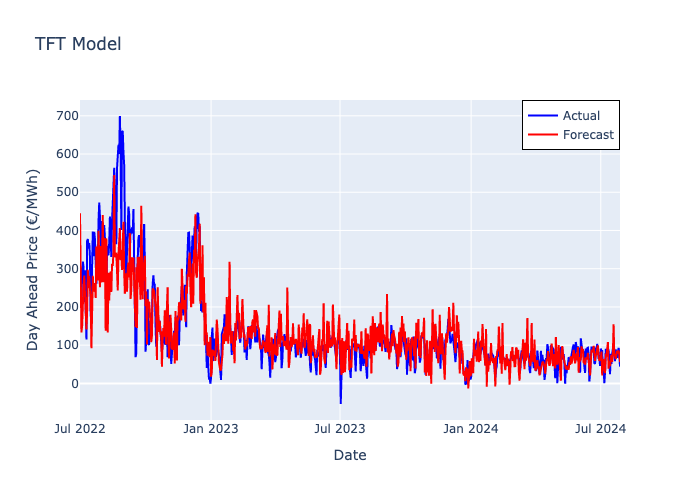 TFT Model
Actual
Forecast
Day Ahead Price (€/MWh)
700
600
500
400
300
200
100
0
Jul 2022
Jan 2023
Jul 2023
Jan 2024
Jul 2024
Date